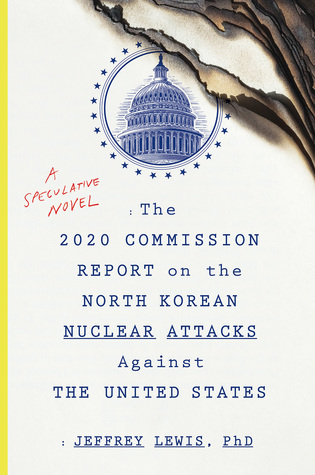 A
SPECULATIVE
NOVEL
: The
2020 COMMISSION
REPORT on the
NORTH KOREAN
NUCLEAR ATTACKS
Against
THE UNITED STATES
: JEFFREY LEWIS, PhD